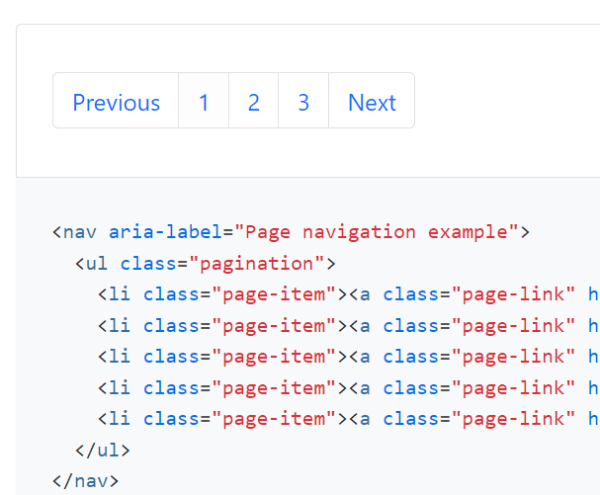 Previous 1 2 3 Next
<nav aria-label="Page navigation example">
<ul class="pagination">
<li class="page-item"><a class="page-link" h
<li class="page-item"><a class="page-link" h
<li class="page-item"><a class="page-link" h
<li class="page-item"><a class="page-link" h
<li class="page-item"><a class="page-link" h
</ul>
</nav>